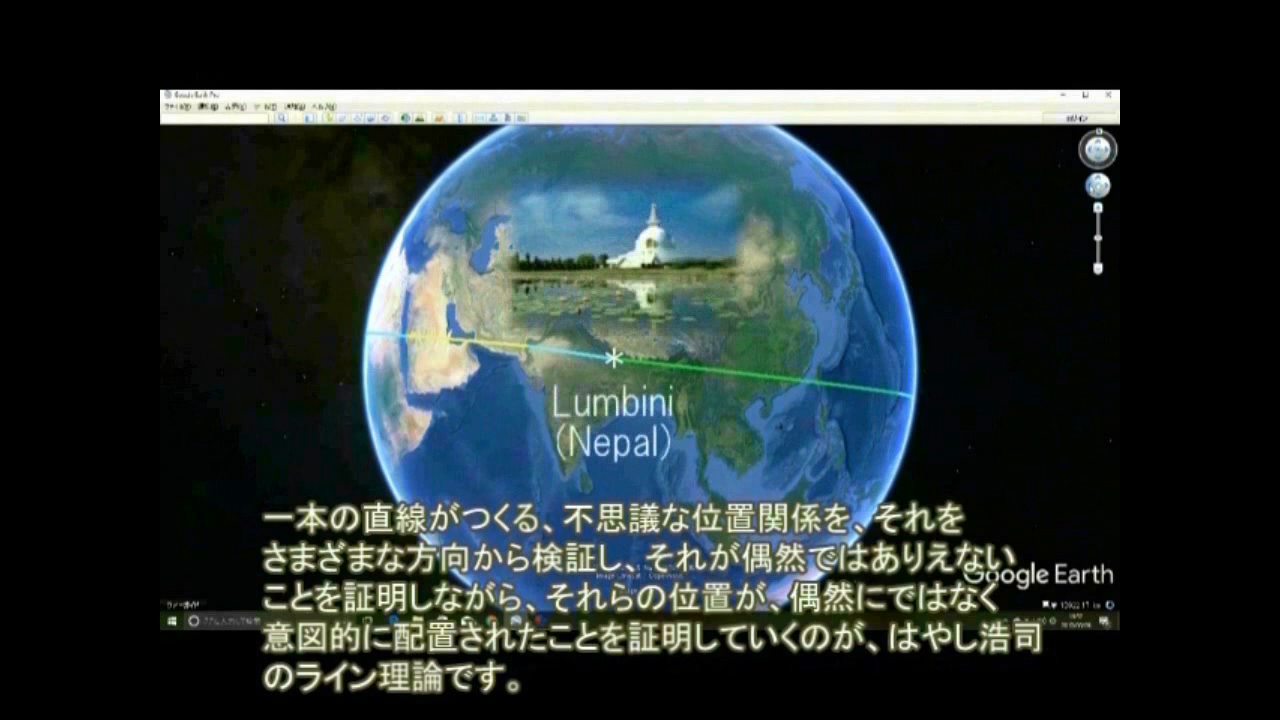 Google Earth Pro
Lumbini
(Nepal)
一本の直線がつくる、不思議な位置関係を、それを
さまざまな方向から検証し、それが偶然ではありえない
Google Earth
ことを証明しながら、それらの位置が、偶然にではなく
意図的に配置されたことを証明していくのが、はやし浩司
のライン理論です。